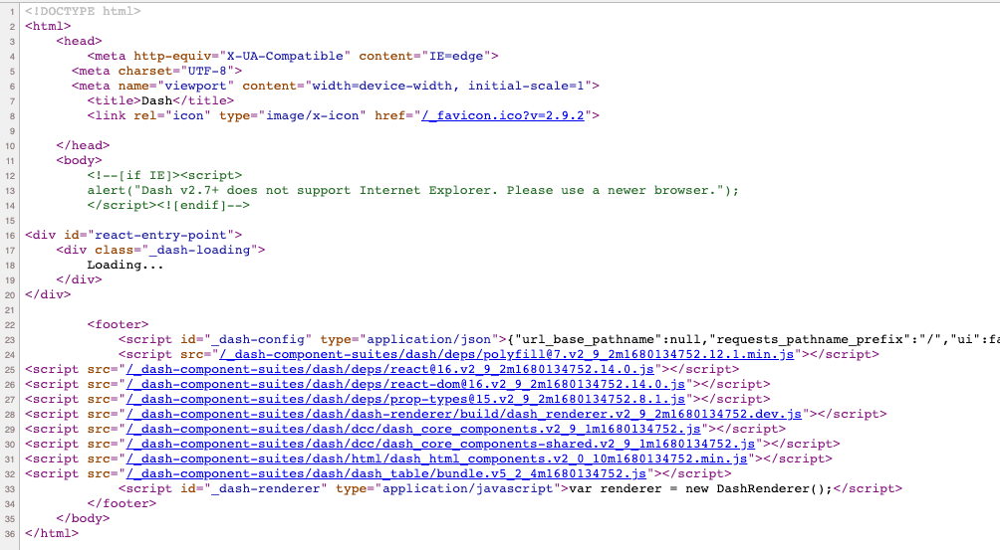 1 <!DOCTYPE html>
2 <html>
3 <head>
4 <meta http-equiv="X-UA-Compatible" content="IE=edge">
5 <meta charset="UTF-8">
6 <meta name="viewport" content="width=device-width, initial-scale=1">
7 <title>Dash</title>
8 <link rel="icon" type="image/x-icon" href="/_favicon.ico?v=2.9.2">
9
10 </head>
11 <body>
12 <!--[if IE]><script>
13 alert("Dash v2.7+ does not support Internet Explorer. Please use a newer browser.");
14 </script><![endif]-->
15
16 <div id="react-entry-point">
17 <div class="_dash-loading">
18 Loading...
19 </div>
20 </div>
21
22 <footer>
23 <script id="_dash-config" type="application/json">{"url_base_pathname":null,"requests_pathname_prefix":"/","ui":fa
24 <script src="/_dash-component-suites/dash/deps/polyfill@7.v2_9_2m1680134752.12.1.min.js"></script>
25 <script src="/_dash-component-suites/dash/deps/react@16.v2_9_2m1680134752.14.0.js"></script>
26 <script src="/_dash-component-suites/dash/deps/react-dom@16.v2_9_2m1680134752.14.0.js"></script>
27 <script src="/_dash-component-suites/dash/deps/prop-types@15.v2_9_2m1680134752.8.1.js"></script>
28 <script src="/_dash-component-suites/dash/dash-renderer/build/dash_renderer.v2_9_2m1680134752.dev.js"></script>
29 <script src="/_dash-component-suites/dash/dcc/dash_core_components.v2_9_1m1680134752.js"></script>
30 <script src="/_dash-component-suites/dash/dcc/dash_core_components-shared.v2_9_1m1680134752.js"></script>
31 <script src="/_dash-component-suites/dash/html/dash_html_components.v2_0_10m1680134752.min.js"></script>
32 <script src="/_dash-component-suites/dash/dash_table/bundle.v5_2_4m1680134752.js"></script>
33 <script id="_dash-renderer" type="application/javascript">var renderer = new DashRenderer();</script>
34 </footer>
35 </body>
36 </html>